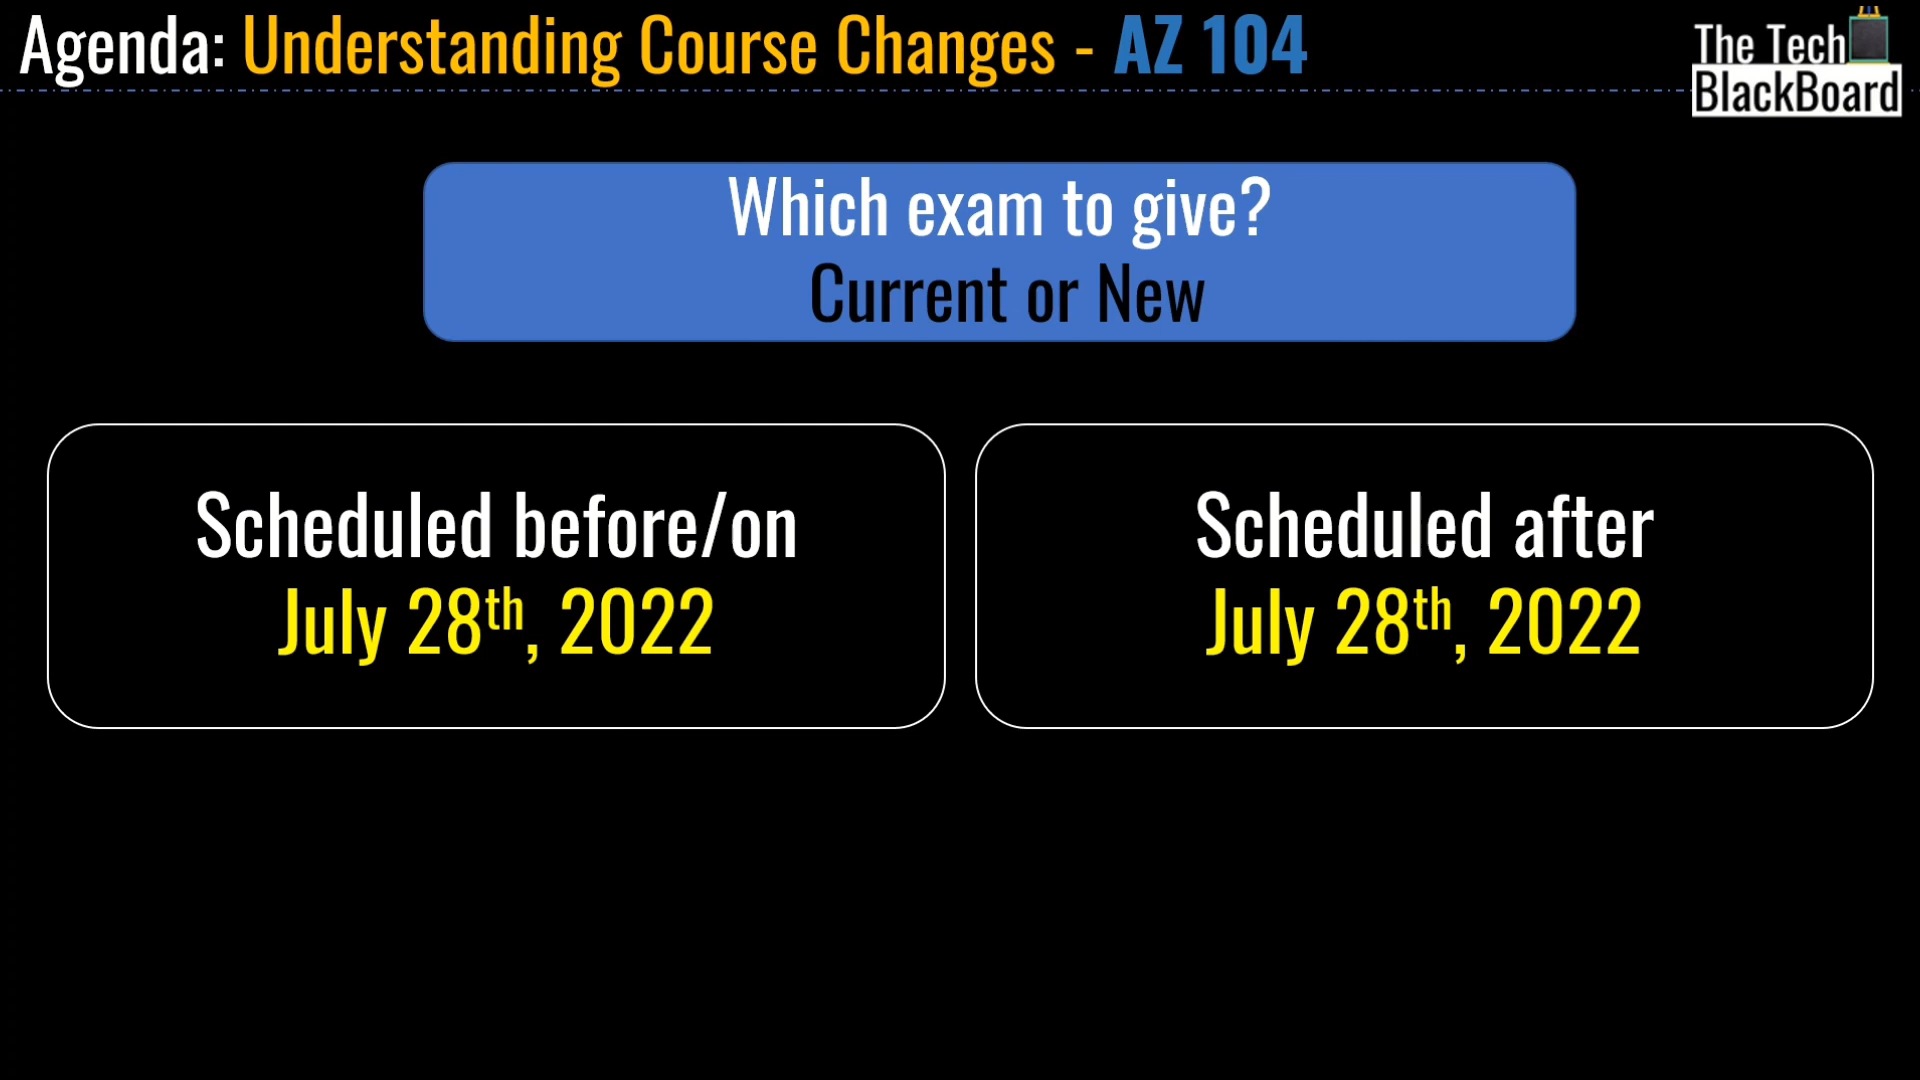 Agenda: Understanding Course Changes - AZ 104
The Tech
BlackBoard
Which exam to give?
Current or New
Scheduled before/on
July 28th, 2022
Scheduled after
July 28th, 2022